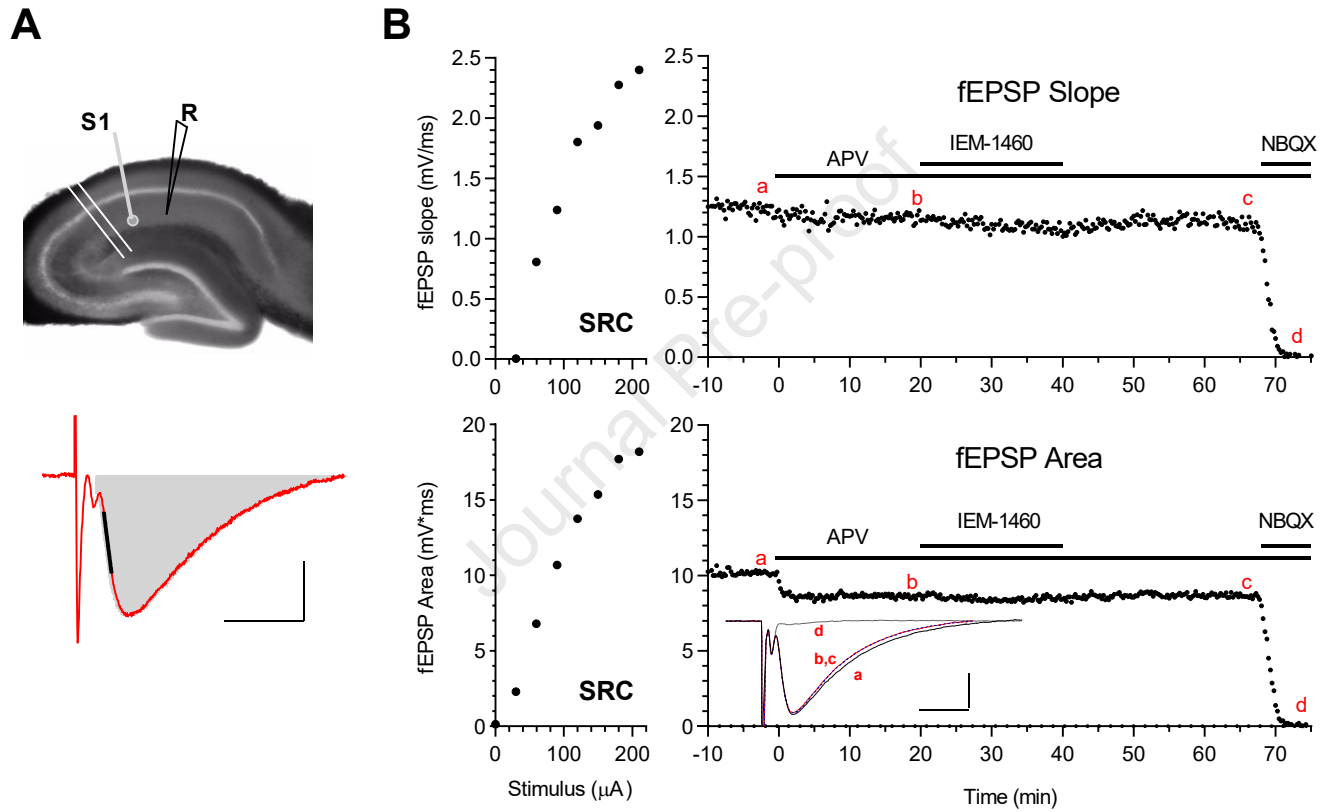 A
B
S1
R
fEPSP slope (mV/ms)
2.5
2.0
1.5
1.0
0.5
0.0
SRC
0 100 200
fEPSP Slope
IEM-1460
NBQX
APV
a
b
c
d
2.5
2.0
1.5
1.0
0.5
0.0
-10 0 10 20 30 40 50 60 70
Journal Pre-proof
fEPSP Area (mV*ms)
20
15
10
5
0
SRC
0 100 200
Stimulus (μA)
fEPSP Area
IEM-1460
NBQX
APV
a
b
c
d
d
b,c
a
20
15
10
5
0
-10 0 10 20 30 40 50 60 70
Time (min)